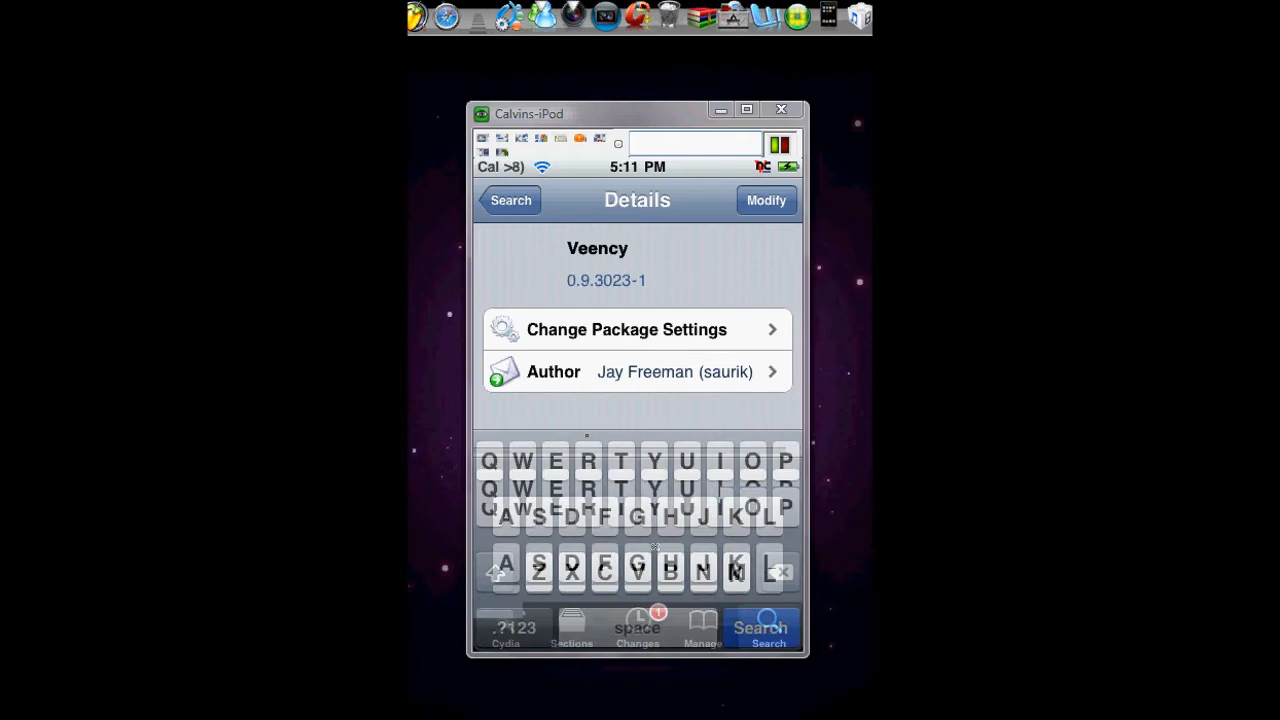 Calvins-iPod
Cal >8) 5:11 PM
Search Details Modify
Veency
0.9.3023-1
Change Package Settings
Author Jay Freeman (saurik)
Q W E R T Y U I O P
Q W E R T Y U I O P
A S D F G H J K L
A S D F G H J K L
Z X C V B N M
.?123 space Search
1
Cydia Sections Changes Manage Search